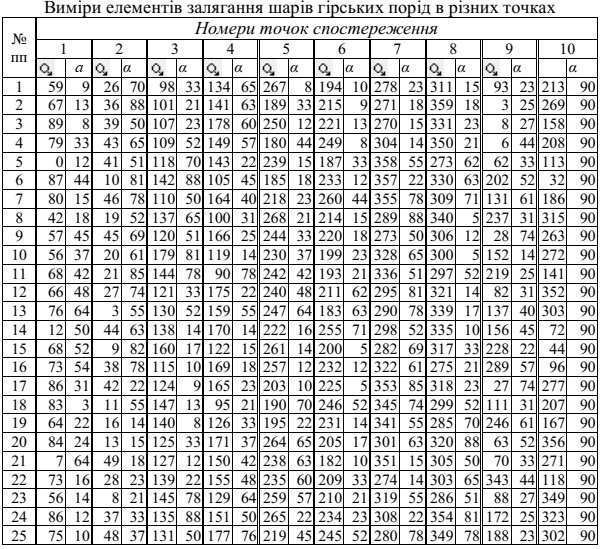 Виміри елементів залягання шарів гірських порід в різних точках
№ пп Номери точок спостереження
1 2 3 4 5 6 7 8 9 10
a α α α α α α α α α
1 59 9 26 70 98 33 134 65 267 8 194 10 278 23 311 15 93 23 213 90
2 67 13 36 88 101 21 141 63 189 33 215 9 271 18 359 18 3 25 269 90
3 89 8 39 50 107 23 178 60 250 12 221 13 270 15 331 23 8 27 158 90
4 79 33 43 65 109 52 149 57 180 44 249 8 304 14 350 21 6 44 208 90
5 0 12 41 51 118 70 143 22 239 15 187 33 358 55 273 62 62 33 113 90
6 87 44 10 81 142 88 105 45 185 18 233 12 357 22 330 63 202 52 32 90
7 80 15 46 78 110 50 164 40 218 23 260 44 355 78 309 71 131 61 186 90
8 42 18 19 52 137 65 100 31 268 21 214 15 289 88 340 5 237 31 315 90
9 57 45 45 69 120 51 166 25 244 33 220 18 273 50 306 12 28 74 263 90
10 56 37 20 61 179 81 119 14 230 37 199 23 328 65 300 5 152 14 272 90
11 68 42 21 85 144 78 90 78 242 42 193 21 336 51 297 52 219 25 141 90
12 66 48 27 74 121 33 175 22 240 48 211 62 295 81 321 14 82 31 352 90
13 76 64 3 55 130 52 159 55 247 64 183 63 290 78 339 17 137 40 303 90
14 12 50 44 63 138 14 170 14 222 16 255 71 298 52 335 10 156 45 72 90
15 68 52 9 82 160 17 122 15 261 14 200 5 282 69 317 33 228 22 44 90
16 73 54 38 78 115 10 169 18 257 12 232 12 322 61 275 21 289 57 96 90
17 86 31 42 22 124 9 165 23 203 10 225 5 353 85 318 23 27 74 277 90
18 83 3 11 55 147 13 95 21 190 70 246 52 345 74 299 52 111 31 207 90
19 64 22 16 14 140 8 126 33 195 22 231 14 341 55 285 70 246 61 167 90
20 84 24 13 15 125 33 171 37 264 65 205 17 301 63 320 88 63 52 356 90
21 7 64 49 18 127 12 150 42 238 63 182 10 351 15 305 50 70 33 271 90
22 73 16 28 23 139 22 155 48 235 60 209 33 274 14 303 65 343 44 118 90
23 56 14 8 21 145 78 129 64 259 57 210 21 319 55 286 51 88 27 349 90
24 86 12 37 33 135 88 151 50 265 22 234 23 308 22 354 81 172 25 323 90
25 75 10 48 37 131 50 177 76 219 45 245 52 280 78 349 78 188 23 302 90